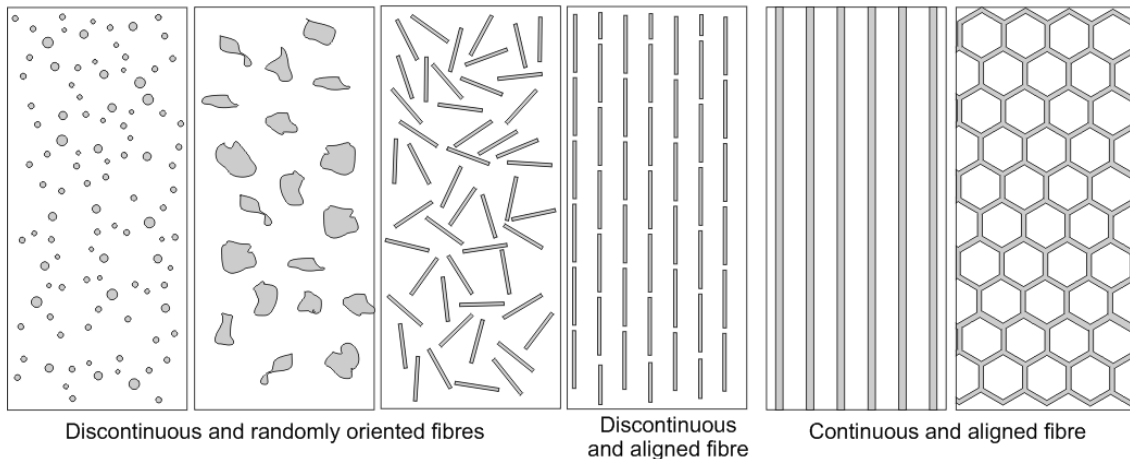 Discontinuous and randomly oriented fibres
Discontinuous
and aligned fibre
Continuous and aligned fibre